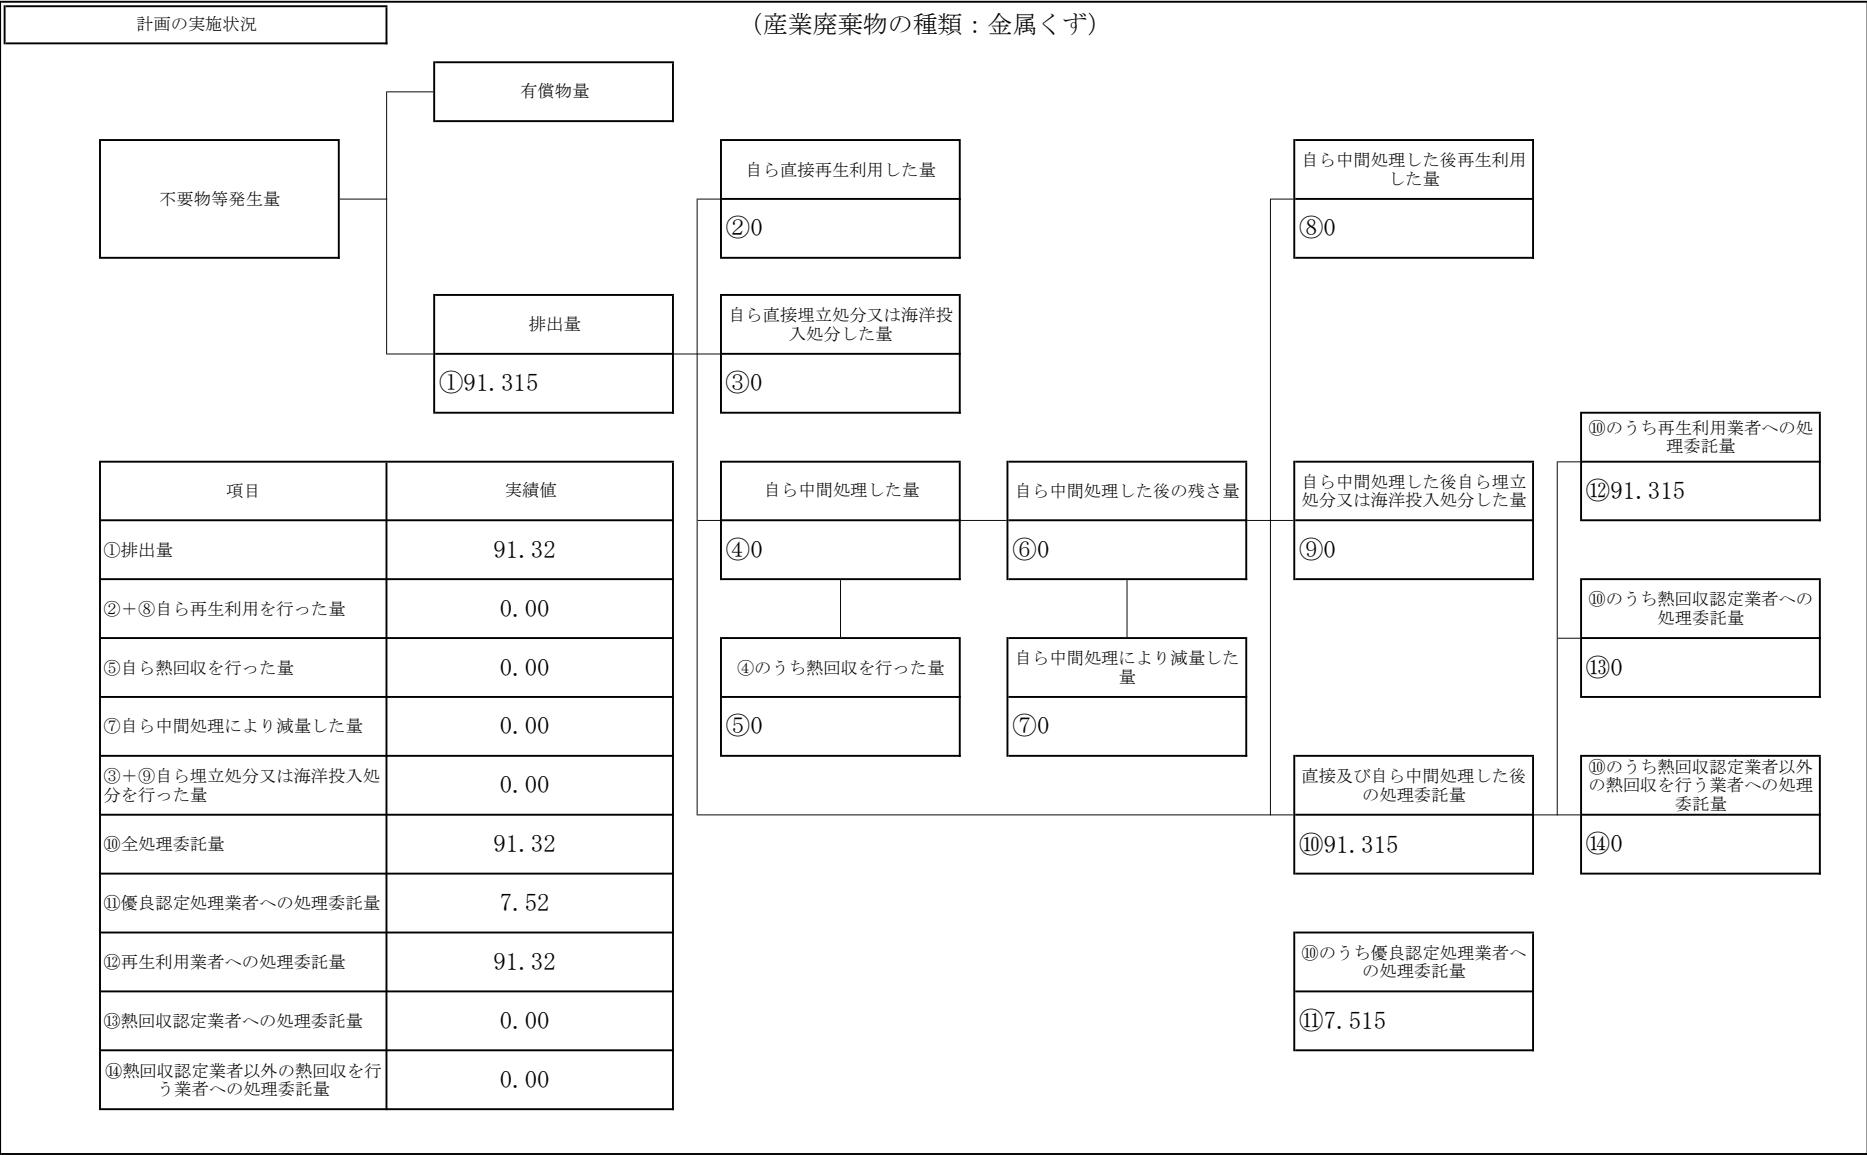 計画の実施状況
（産業廃棄物の種類：金属くず）
有償物量
不要物等発生量
自ら直接再生利用した量
②0
自ら中間処理した後再生利用
した量
⑧0
排出量
①91.315
自ら直接埋立処分又は海洋投
入処分した量
③0
⑩のうち再生利用業者への処
理委託量
⑫91.315
自ら中間処理した量
④0
自ら中間処理した後の残さ量
⑥0
自ら中間処理した後自ら埋立
処分又は海洋投入処分した量
⑨0
⑩のうち熱回収認定業者への
処理委託量
⑬0
④のうち熱回収を行った量
⑤0
自ら中間処理により減量した
量
⑦0
直接及び自ら中間処理した後
の処理委託量
⑩91.315
⑩のうち熱回収認定業者以外
の熱回収を行う業者への処理
委託量
⑭0
⑩のうち優良認定処理業者へ
の処理委託量
⑪7.515
項目 実績値
①排出量 91.32
②＋⑧自ら再生利用を行った量 0.00
⑤自ら熱回収を行った量 0.00
⑦自ら中間処理により減量した量 0.00
③＋⑨自ら埋立処分又は海洋投入処
分を行った量 0.00
⑩全処理委託量 91.32
⑪優良認定処理業者への処理委託量 7.52
⑫再生利用業者への処理委託量 91.32
⑬熱回収認定業者への処理委託量 0.00
⑭熱回収認定業者以外の熱回収を行
う業者への処理委託量 0.00